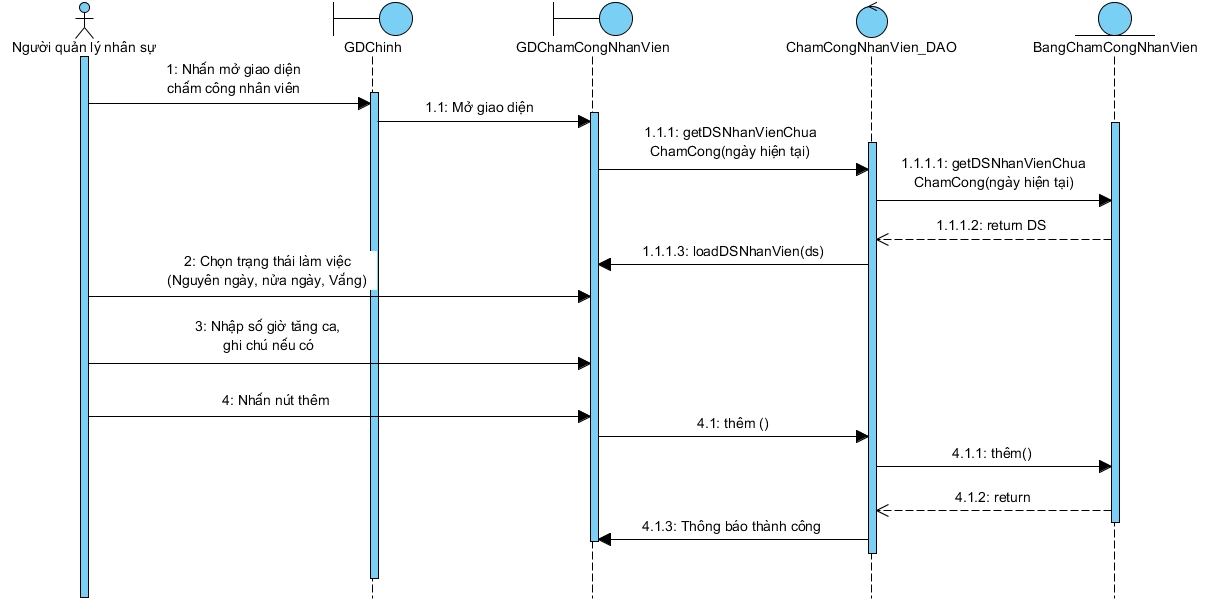 Người quản lý nhân sự
GDChinh
GDChamCongNhanVien
ChamCongNhanVien_DAO
BangChamCongNhanVien
1: Nhấn mở giao diện
chấm công nhân viên
1.1: Mở giao diện
1.1.1: getDSNhanVienChua
ChamCong(ngày hiện tại)
1.1.1.1: getDSNhanVienChua
ChamCong(ngày hiện tại)
1.1.1.2: return DS
1.1.1.3: loadDSNhanVien(ds)
2: Chọn trạng thái làm việc
(Nguyên ngày, nửa ngày, Vắng)
3: Nhập số giờ tăng ca,
ghi chú nếu có
4: Nhấn nút thêm
4.1: thêm ()
4.1.1: thêm()
4.1.2: return
4.1.3: Thông báo thành công